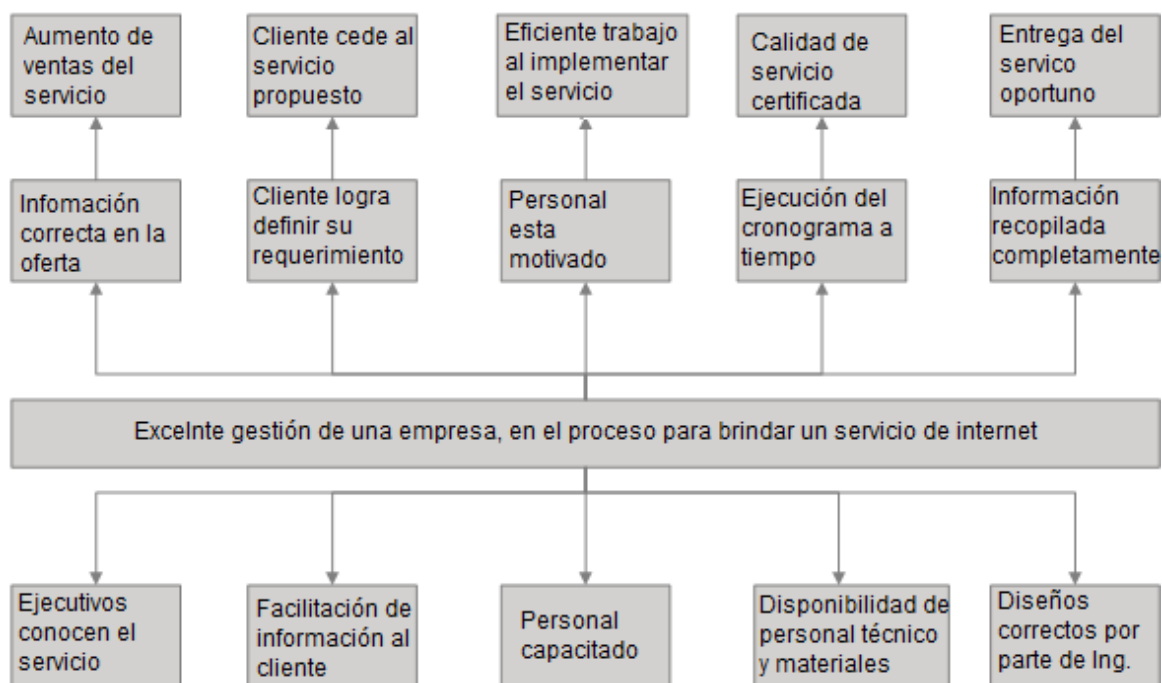 Aumento de
ventas del
servicio
Cliente cede al
servicio
propuesto
Eficiente trabajo
al implementar
el servicio
Calidad de
servicio
certificada
Entrega del
servico
oportuno
Infomación
correcta en la
oferta
Cliente logra
definir su
requerimiento
Personal
esta
motivado
Ejecución del
cronograma a
tiempo
Información
recopilada
completamente
Excelnte gestión de una empresa, en el proceso para brindar un servicio de internet
Ejecutivos
conocen el
servicio
Facilitación de
información al
cliente
Personal
capacitado
Disponibilidad de
personal técnico
y materiales
Diseños
correctos por
parte de Ing.